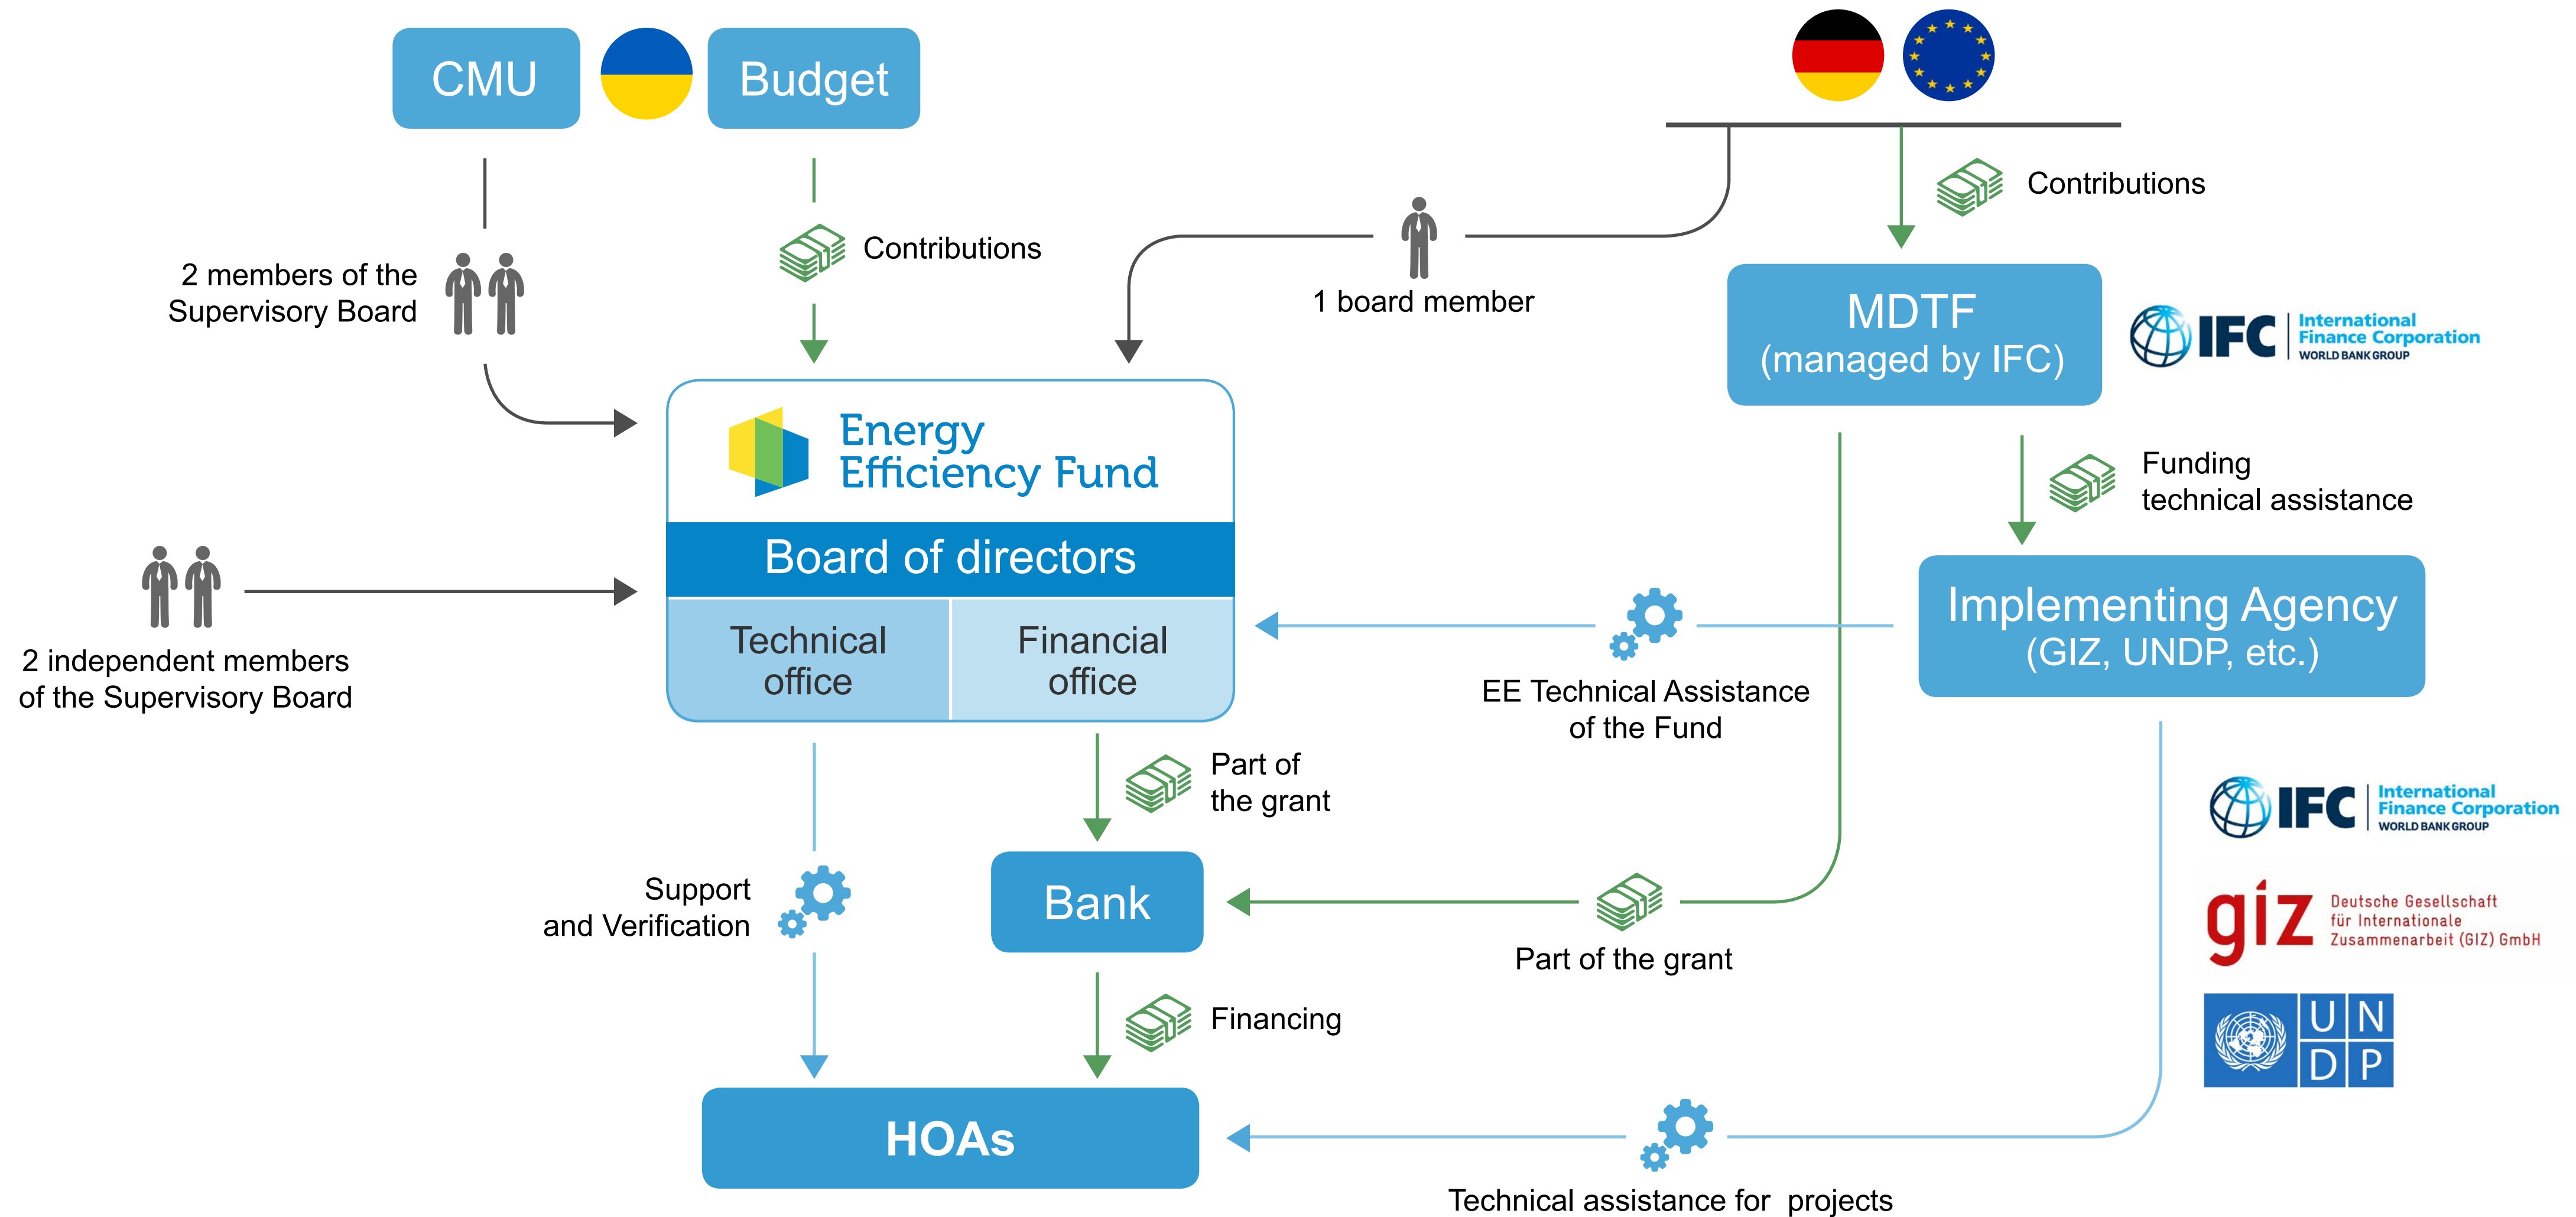 CMU
Budget
Contributions
Contributions
2 members of the
Supervisory Board
1 board member
MDTF
(managed by IFC)
IFC
International
Finance Corporation
WORLD BANK GROUP
Energy
Efficiency Fund
Board of directors
Technical
office
Financial
office
Funding
technical assistance
2 independent members
of the Supervisory Board
Implementing Agency
(GIZ, UNDP, etc.)
EE Technical Assistance
of the Fund
Part of
the grant
Support
and Verification
Bank
Part of the grant
IFC
International
Finance Corporation
WORLD BANK GROUP
giz
Deutsche Gesellschaft
für Internationale
Zusammenarbeit (GIZ) GmbH
Financing
U N
D P
HOAs
Technical assistance for projects